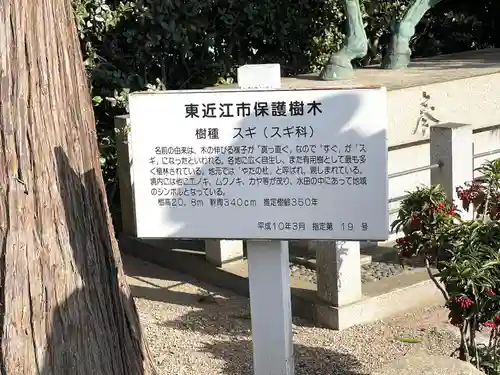 東近江市保護樹木
樹種　スギ（スギ科）
名前の由来は、木の伸びる様子が「真っ直ぐ」なので「すぐ」が「ス
ギ」になったといわれる。各地に広く自生し、また有用樹として最も多
く植林されている。地元では「やだの杜」と呼ばれ、親しまれている。
境内には他にエノキ、ムクノキ、カヤ等が茂り、水田の中にあって地域
のシンボルとなっている。
樹高20.8m　幹周340cm　推定樹齢350年
平成10年3月　指定第　19　号